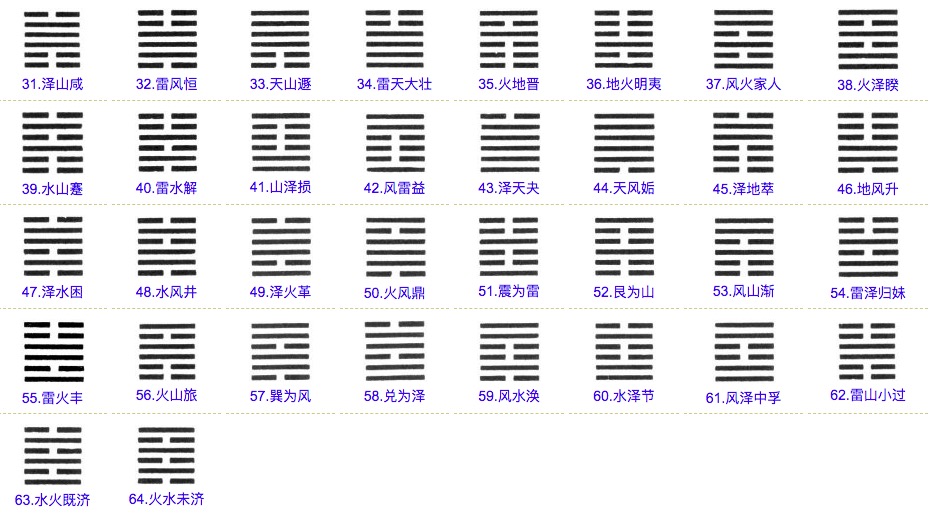 31.泽山咸 32.雷风恒 33.天山遯 34.雷天大壮 35.火地晋 36.地火明夷 37.风火家人 38.火泽睽
39.水山蹇 40.雷水解 41.山泽损 42.风雷益 43.泽天夬 44.天风姤 45.泽地萃 46.地风升
47.泽水困 48.水风井 49.泽火革 50.火风鼎 51.震为雷 52.艮为山 53.风山渐 54.雷泽归妹
55.雷火丰 56.火山旅 57.巽为风 58.兑为泽 59.风水涣 60.水泽节 61.风泽中孚 62.雷山小过
63.水火既济 64.火水未济